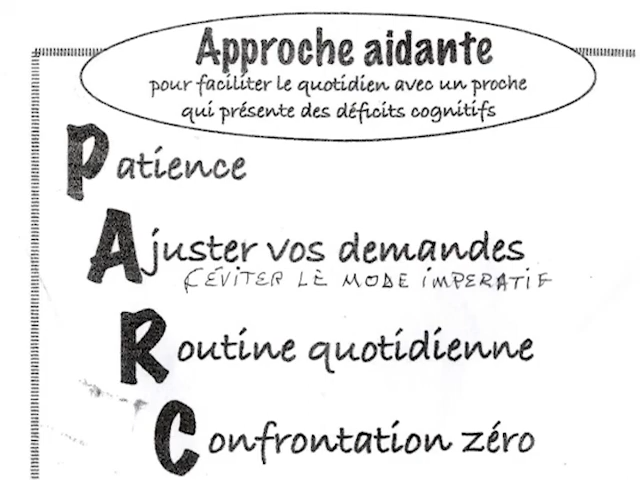 Approche aidante
pour faciliter le quotidien avec un proche
qui présente des déficits cognitifs
Patience
Ajuster vos demandes
(ÉVITER LE MODE IMPERATIF
Routine quotidienne
Confrontation zéro